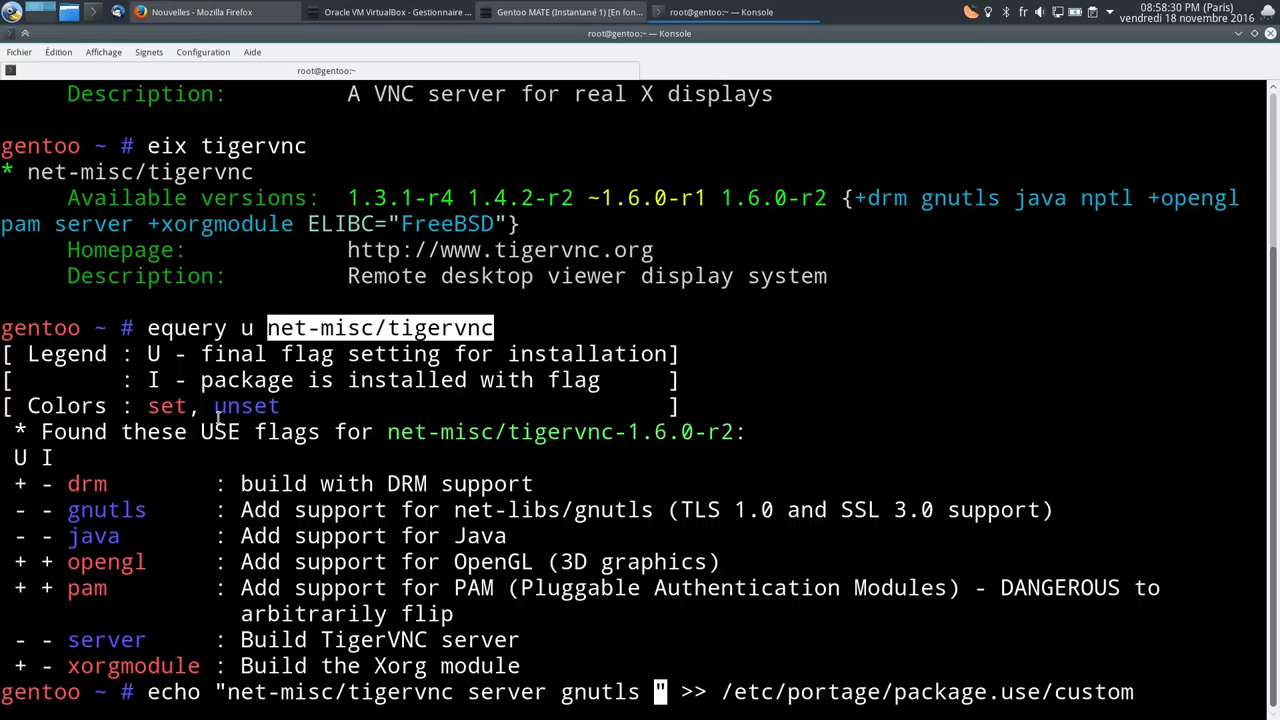 Nouvelles - Mozilla Firefox
Oracle VM VirtualBox - Gestionnaire ...
Gentoo MATE (Instantané 1) [En fon...
root@gentoo:~ — Konsole
fr
08:58:30 PM (Paris)
vendredi 18 novembre 2016
root@gentoo:~ — Konsole
Fichier Édition Affichage Signets Configuration Aide
root@gentoo:~
Description: A VNC server for real X displays
gentoo ~ # eix tigervnc
* net-misc/tigervnc
Available versions: 1.3.1-r4 1.4.2-r2 ~1.6.0-r1 1.6.0-r2 {+drm gnutls java nptl +opengl
pam server +xorgmodule ELIBC="FreeBSD"}
Homepage: http://www.tigervnc.org
Description: Remote desktop viewer display system
gentoo ~ # equery u net-misc/tigervnc
[ Legend : U - final flag setting for installation]
[ : I - package is installed with flag ]
[ Colors : set, unset ]
* Found these USE flags for net-misc/tigervnc-1.6.0-r2:
U I
+ - drm : build with DRM support
- - gnutls : Add support for net-libs/gnutls (TLS 1.0 and SSL 3.0 support)
- - java : Add support for Java
+ + opengl : Add support for OpenGL (3D graphics)
+ + pam : Add support for PAM (Pluggable Authentication Modules) - DANGEROUS to
arbitrarily flip
- - server : Build TigerVNC server
+ - xorgmodule : Build the Xorg module
gentoo ~ # echo "net-misc/tigervnc server gnutls " >> /etc/portage/package.use/custom